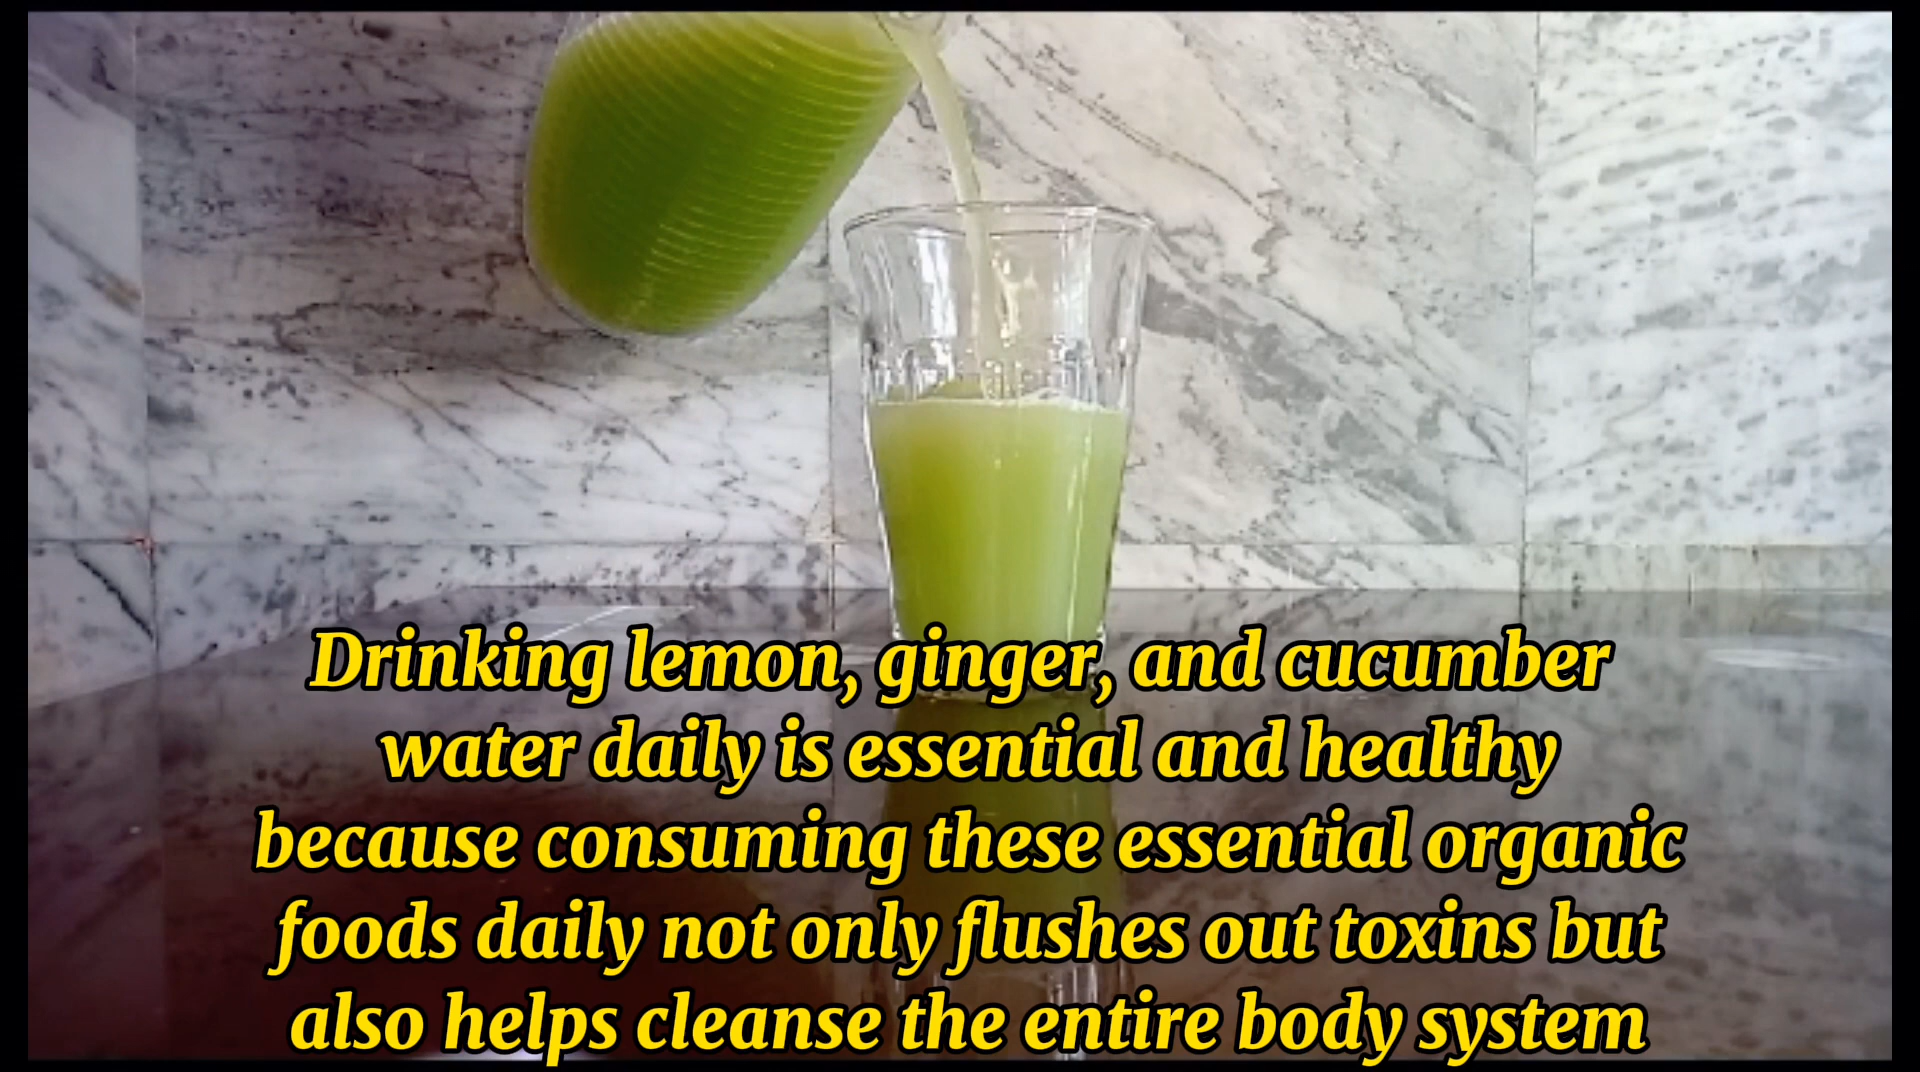 Drinking lemon, ginger, and cucumber
water daily is essential and healthy
because consuming these essential organic
foods daily not only flushes out toxins but
also helps cleanse the entire body system